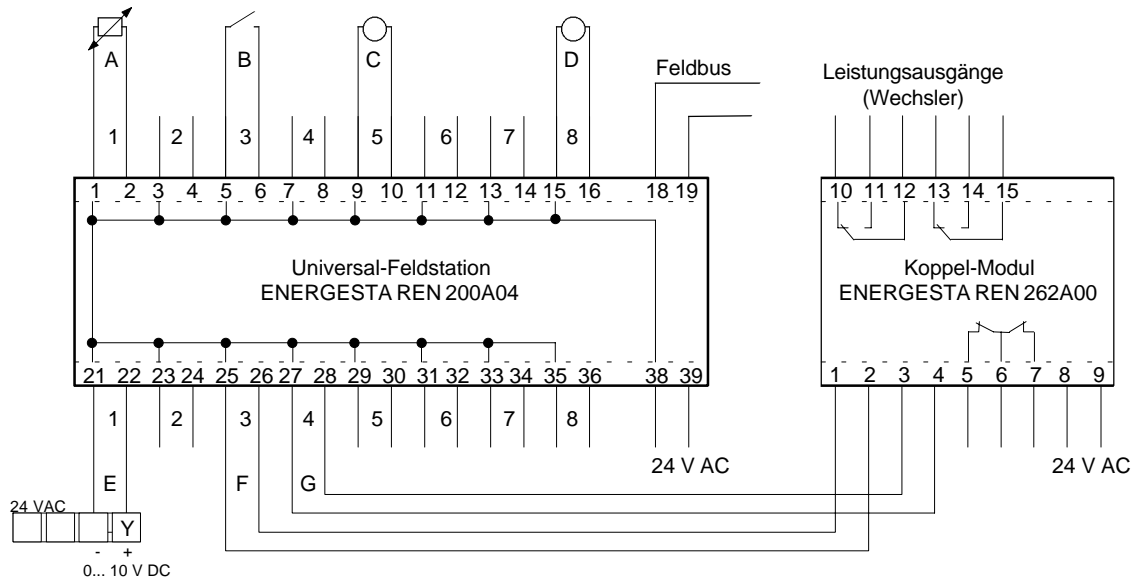 A B C D
Feldbus
Leistungsausgänge
(Wechsler)
1 2 3 4 5 6 7 8
1 2 3 4 5 6 7 8 9 10 11 12 13 14 15 16 18 19
10 11 12 13 14 15
Universal-Feldstation
ENERGESTA REN 200A04
Koppel-Modul
ENERGESTA REN 262A00
21 22 23 24 25 26 27 28 29 30 31 32 33 34 35 36 38 39
1 2 3 4 5 6 7 8 9
1 2 3 4 5 6 7 8
24 V AC
24 V AC
E F G
24 VAC
Y
- +
0... 10 V DC